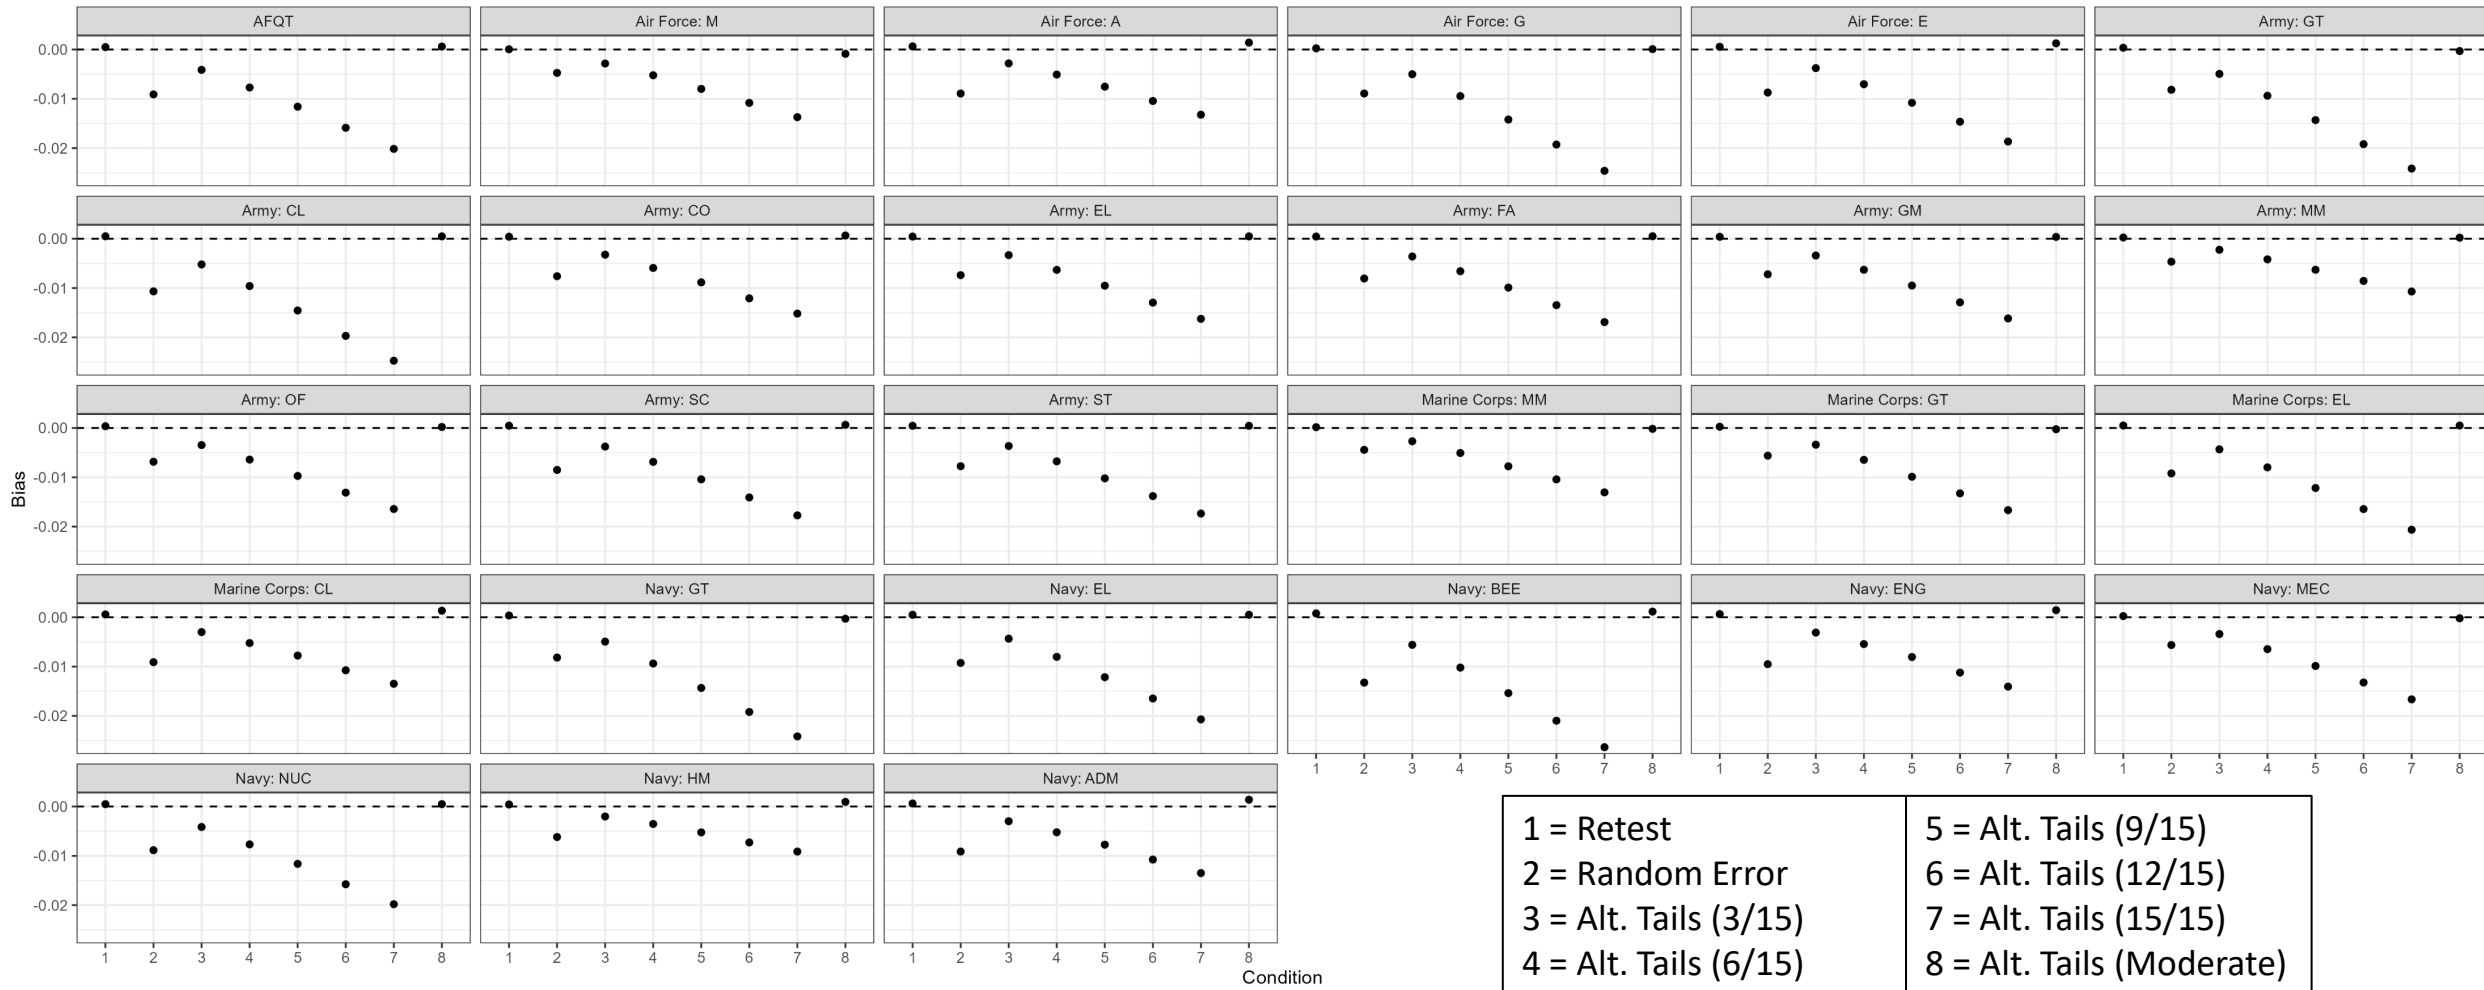 AFQT
Air Force: M
Air Force: A
Air Force: G
Air Force: E
Army: GT
0.00
-0.01
-0.02
Army: CL
Army: CO
Army: EL
Army: FA
Army: GM
Army: MM
0.00
-0.01
-0.02
Army: OF
Army: SC
Army: ST
Marine Corps: MM
Marine Corps: GT
Marine Corps: EL
0.00
-0.01
-0.02
Bias
Marine Corps: CL
Navy: GT
Navy: EL
Navy: BEE
Navy: ENG
Navy: MEC
0.00
-0.01
-0.02
1 2 3 4 5 6 7 8
1 2 3 4 5 6 7 8
1 2 3 4 5 6 7 8
Navy: NUC
Navy: HM
Navy: ADM
0.00
-0.01
-0.02
1 2 3 4 5 6 7 8
1 2 3 4 5 6 7 8
1 2 3 4 5 6 7 8
Condition
1 = Retest
2 = Random Error
3 = Alt. Tails (3/15)
4 = Alt. Tails (6/15)
5 = Alt. Tails (9/15)
6 = Alt. Tails (12/15)
7 = Alt. Tails (15/15)
8 = Alt. Tails (Moderate)